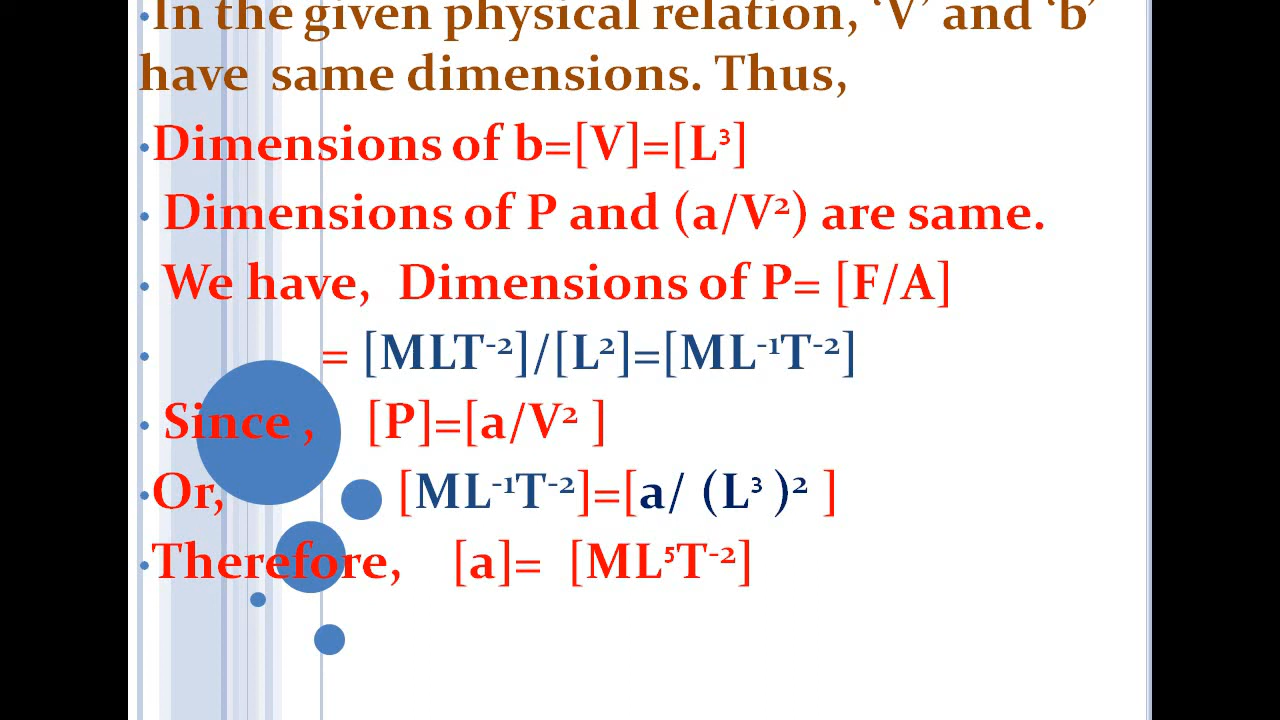 •In the given physical relation, ‘V’ and ‘b’
have same dimensions. Thus,
•Dimensions of b=[V]=[L³]
• Dimensions of P and (a/V²) are same.
• We have, Dimensions of P= [F/A]
• = [MLT⁻²]/[L²]=[ML⁻¹T⁻²]
• Since , [P]=[a/V² ]
•Or, [ML⁻¹T⁻²]=[a/ (L³ )² ]
•Therefore, [a]= [ML⁵T⁻²]